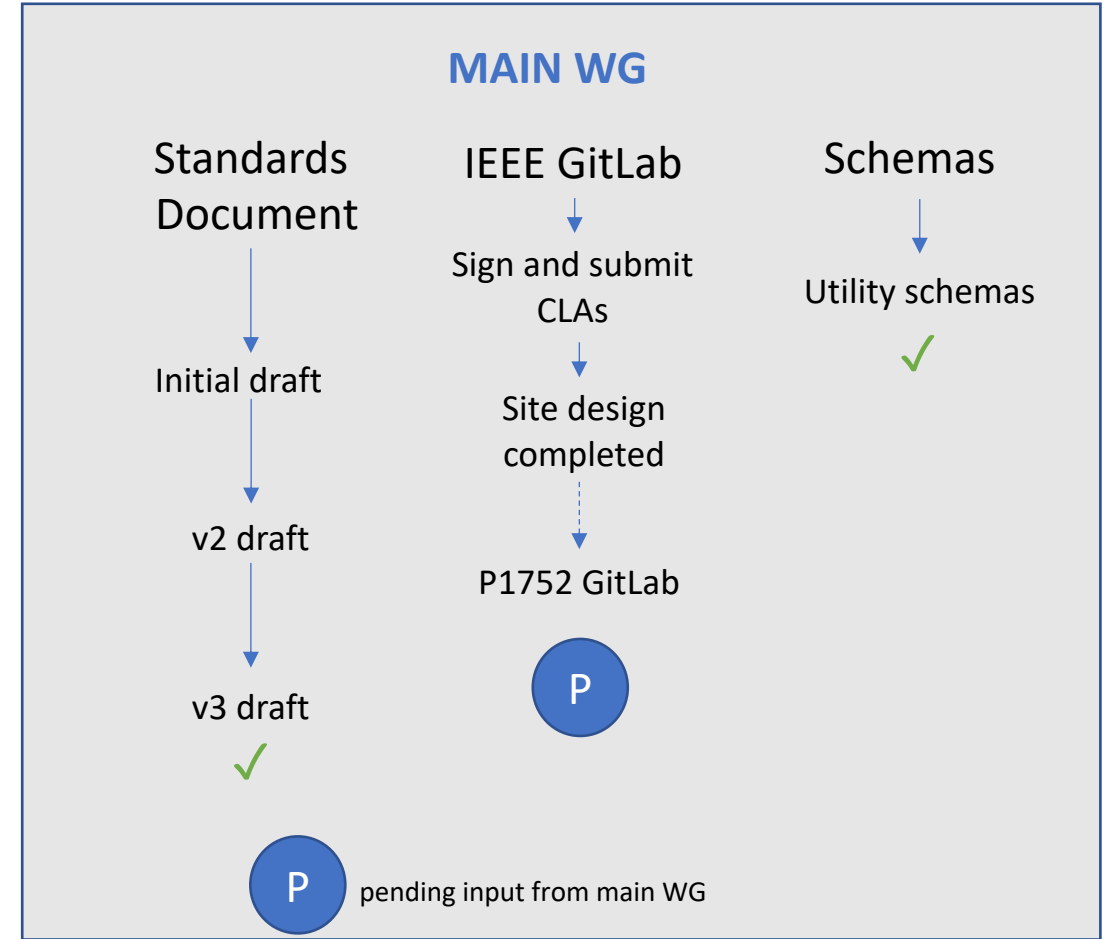 MAIN WG
Standards
Document
Initial draft
v2 draft
v3 draft
✓
IEEE GitLab
Sign and submit
CLAs
Site design
completed
P1752 GitLab
P
Schemas
Utility schemas
✓
P
pending input from main WG